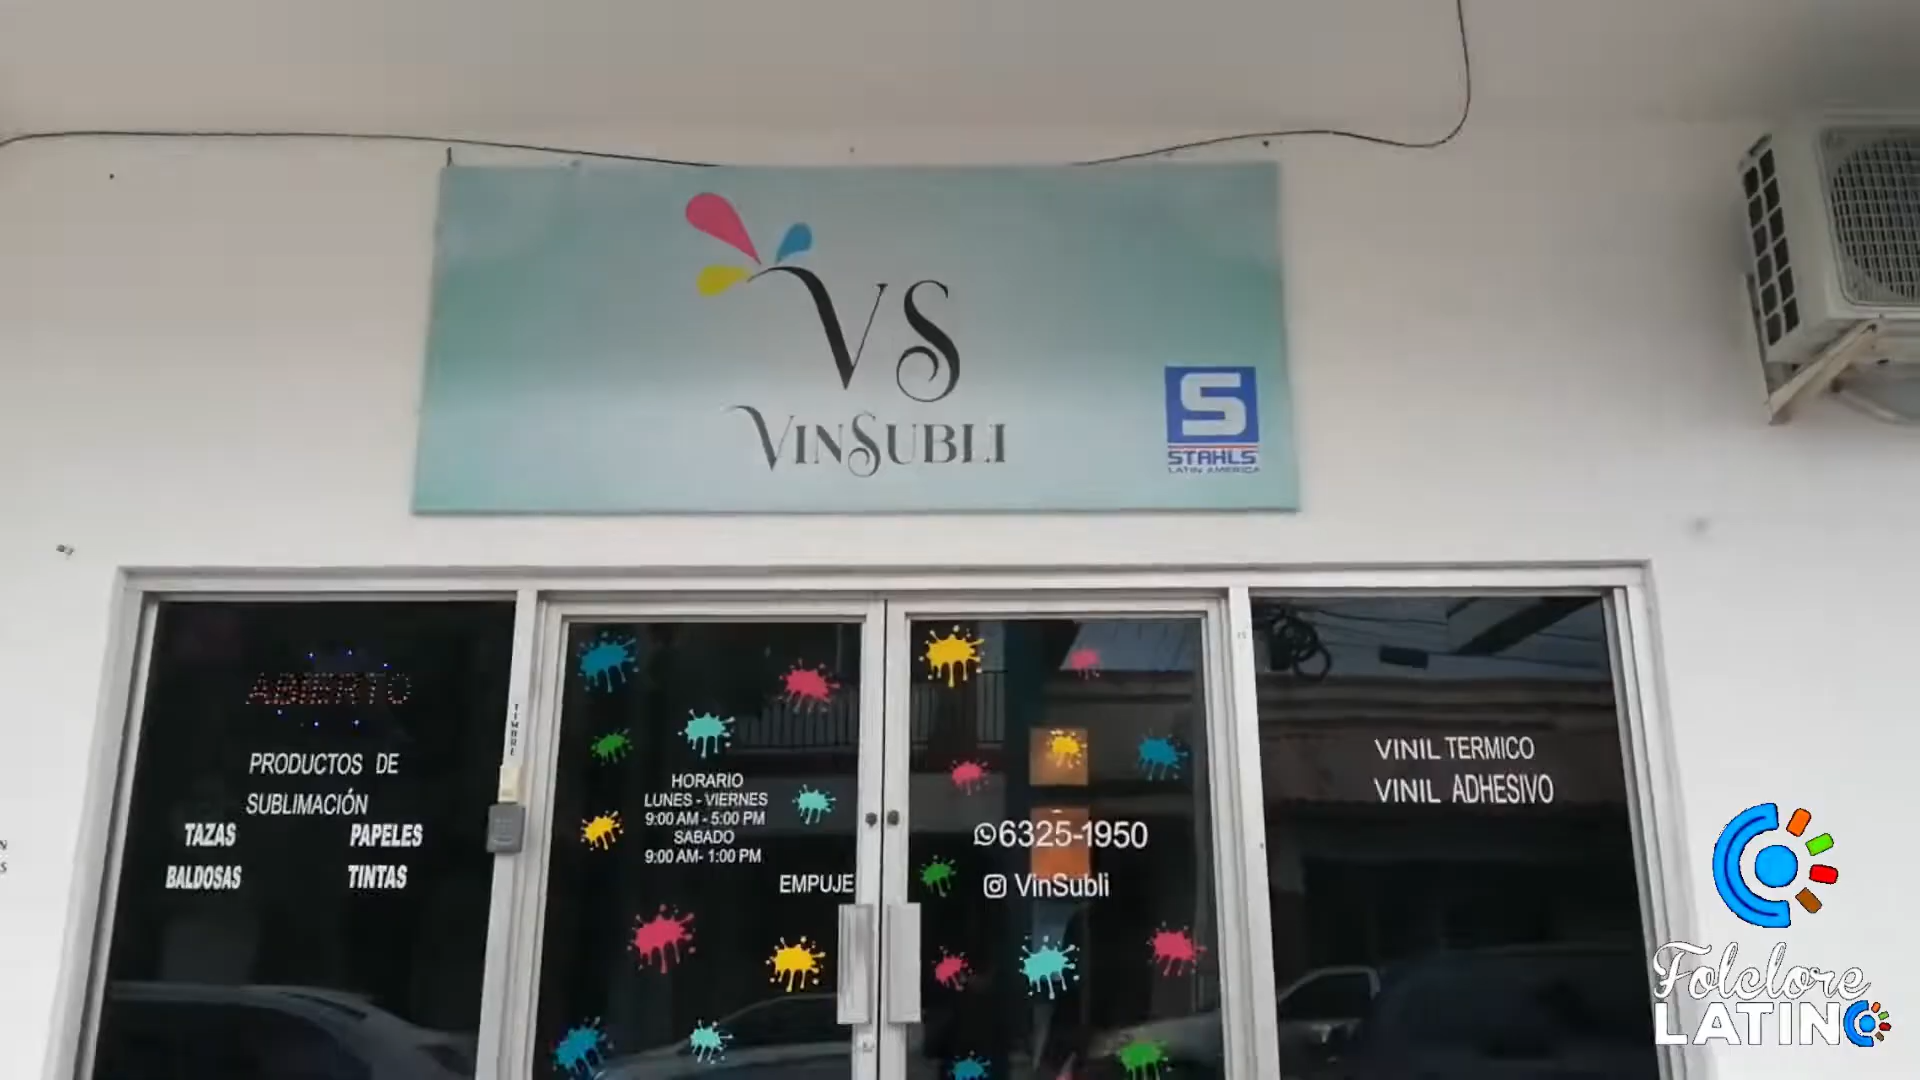 VS
VINSUBLI
S
STAHLS
LATIN AMERICA
ABIERTO
TIMBRE
PRODUCTOS DE
SUBLIMACIÓN
TAZAS PAPELES
BALDOSAS TINTAS
HORARIO
LUNES - VIERNES
9:00 AM - 5:00 PM
SABADO
9:00 AM- 1:00 PM
EMPUJE
6325-1950
VinSubli
VINIL TERMICO
VINIL ADHESIVO
Folclore
LATINO